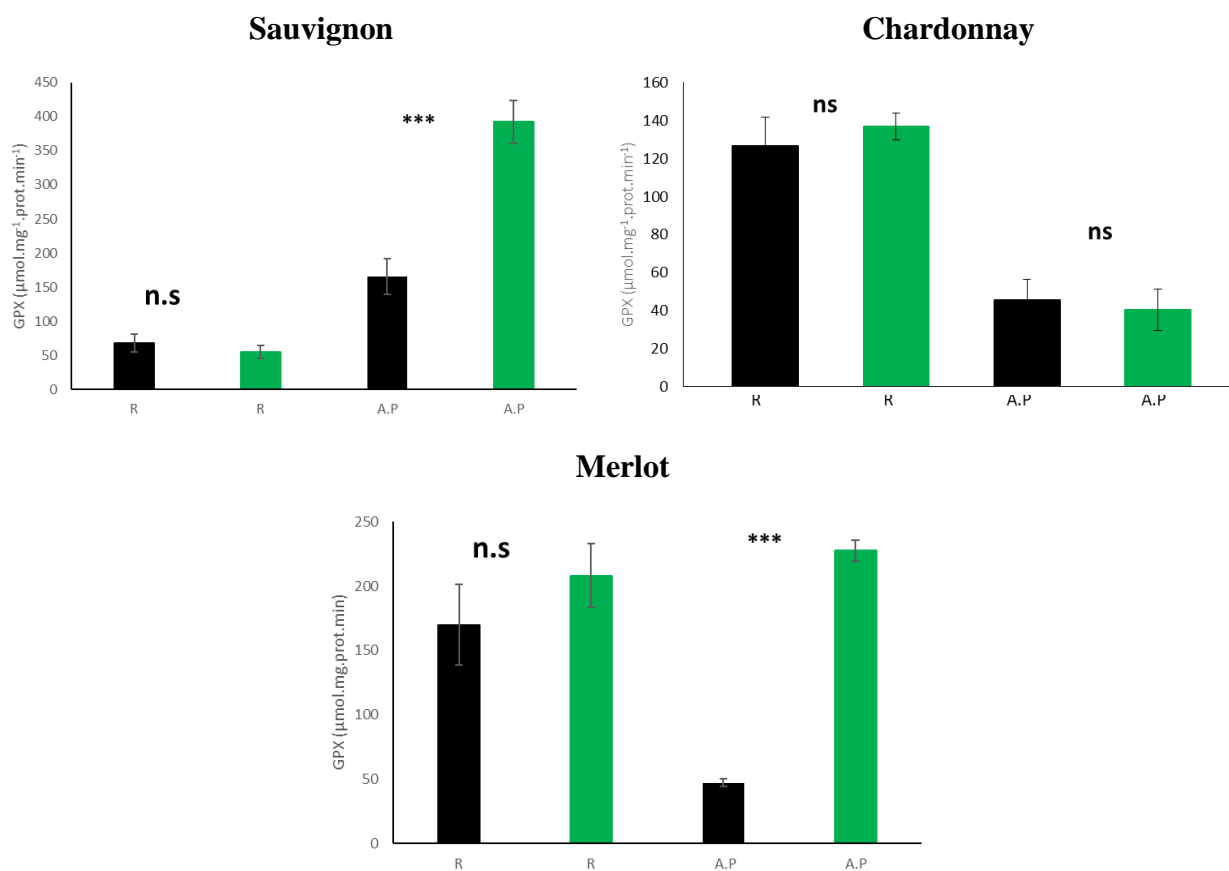 Sauvignon
GPX (µmol.mg⁻¹.prot.min⁻¹)
450
400
350
300
250
200
150
100
50
0
n.s
***
R R A.P A.P
Chardonnay
GPX (µmol.mg⁻¹.prot.min⁻¹)
160
140
120
100
80
60
40
20
0
ns
ns
R R A.P A.P
Merlot
GPX (µmol.mg.prot.min)
250
200
150
100
50
0
n.s
***
R R A.P A.P